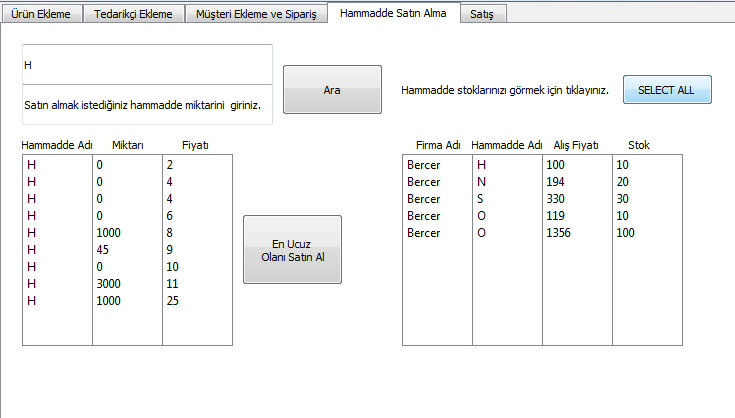 Ürün Ekleme Tedarikçi Ekleme Müşteri Ekleme ve Sipariş Hammadde Satın Alma Satış
H
Satın almak istediğiniz hammadde miktarini giriniz.
Ara
Hammadde stoklarınızı görmek için tıklayınız.
SELECT ALL
Hammadde Adı Miktarı Fiyatı
H 0 2
H 0 4
H 0 4
H 0 6
H 1000 8
H 45 9
H 0 10
H 3000 11
H 1000 25
En Ucuz
Olanı Satın Al
Firma Adı Hammadde Adı Alış Fiyatı Stok
Bercer H 100 10
Bercer N 194 20
Bercer S 330 30
Bercer O 119 10
Bercer O 1356 100